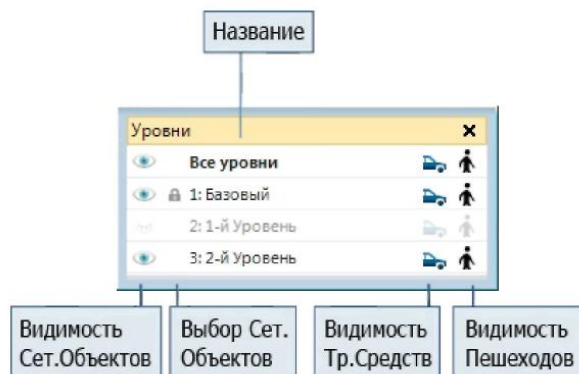 Название
Уровни
Все уровни
1: Базовый
2: 1-й Уровень
3: 2-й Уровень
Видимость
Сет.Объектов
Выбор Сет.
Объектов
Видимость
Тр.Средств
Видимость
Пешеходов